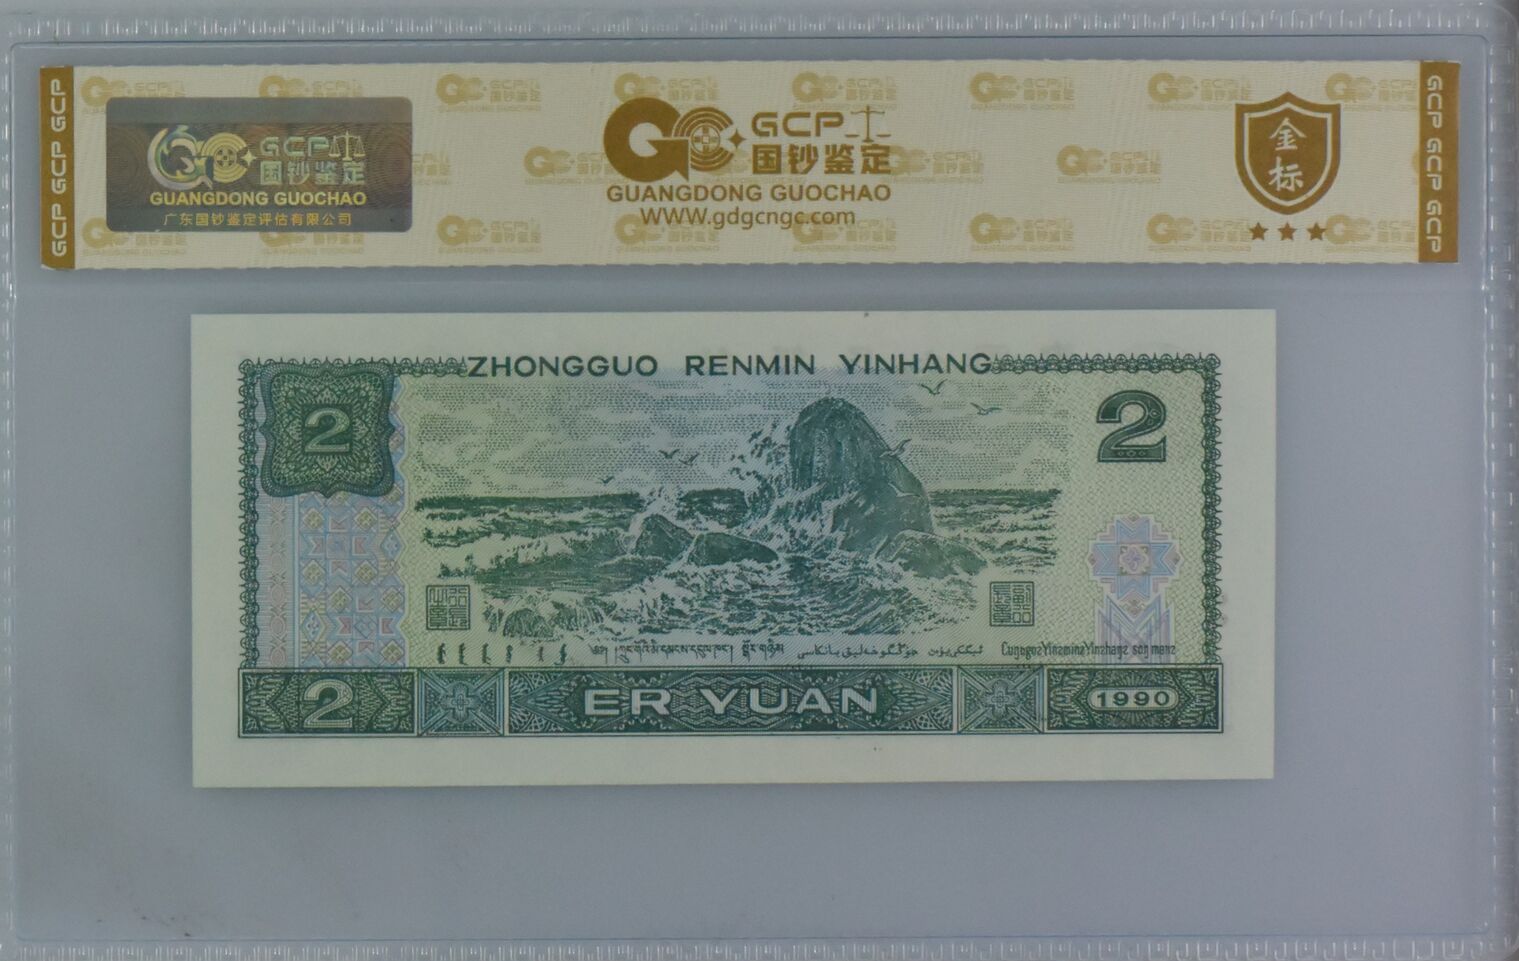 GCP GCP GCP
GCP
国钞鉴定
GUANGDONG GUOCHAO
广东国钞鉴定评估有限公司
GCP
国钞鉴定
GUANGDONG GUOCHAO
WWW.gdgcngc.com
金标
GCP GCP GCP
ZHONGGUO RENMIN YINHANG
2
2
2
ER YUAN
1990